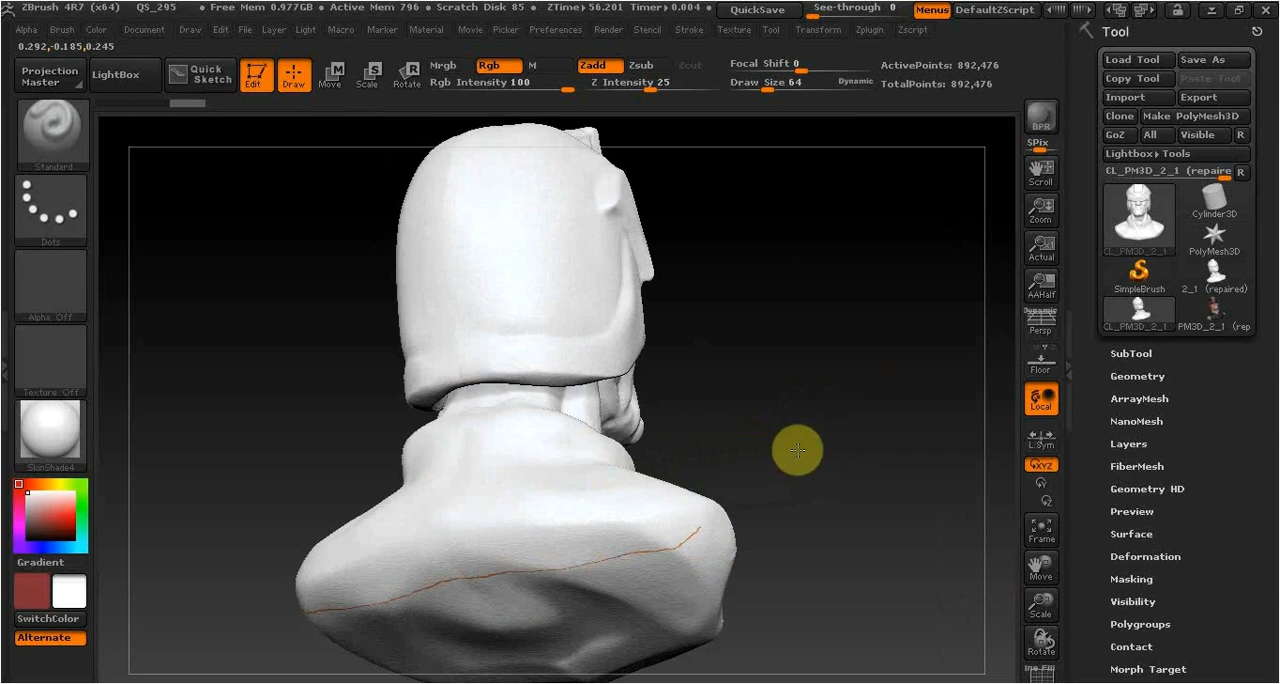 ZBrush 4R7 (x64) QS_295 • Free Mem 0.977GB • Active Mem 796 • Scratch Disk 85 • ZTime▸56.201 Timer▸0.004 • QuickSave See-through 0 Menus DefaultZScript
Alpha Brush Color Document Draw Edit File Layer Light Macro Marker Material Movie Picker Preferences Render Stencil Stroke Texture Tool Transform Zplugin Zscript
0.292,-0.185,0.245
Projection Master
LightBox
Quick Sketch
Edit
Draw
Move
Scale
Rotate
Mrgb Rgb M
Rgb Intensity 100
Zadd Zsub Zcut
Z Intensity 25
Focal Shift 0
Draw Size 64 Dynamic
ActivePoints: 892,476
TotalPoints: 892,476
Standard
Dots
Alpha Off
Texture Off
SkinShade4
Gradient
SwitchColor
Alternate
BPR
SPix
Scroll
Zoom
Actual
AAHalf
Dynamic
Persp
Floor
Local
L.Sym
XYZ
Y
Z
Frame
Move
Scale
Rotate
Tool
Load Tool Save As
Copy Tool Paste Tool
Import Export
Clone Make PolyMesh3D
GoZ All Visible R
Lightbox▸Tools
CL_PM3D_2_1 (repaire R
CL_PM3D_2_1
Cylinder3D
PolyMesh3D
SimpleBrush
2_1 (repaired)
CL_PM3D_2_1
PM3D_2_1 (rep
SubTool
Geometry
ArrayMesh
NanoMesh
Layers
FiberMesh
Geometry HD
Preview
Surface
Deformation
Masking
Visibility
Polygroups
Contact
Morph Target